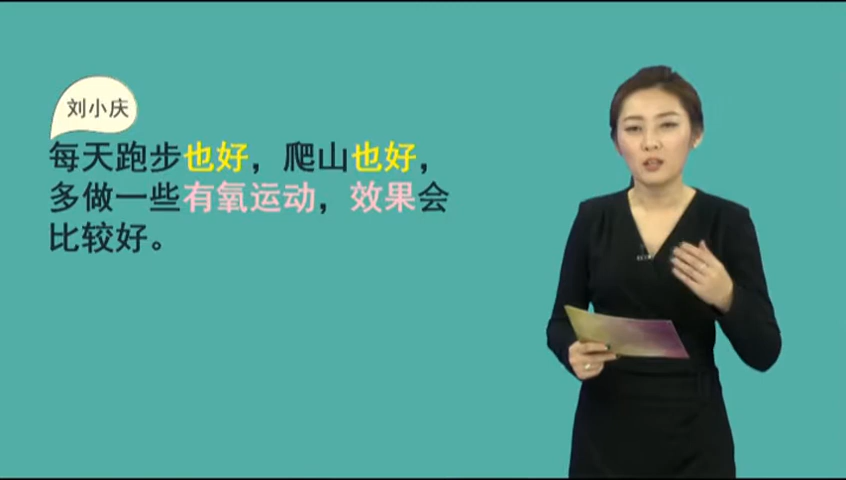 刘小庆
每天跑步也好，爬山也好，
多做一些有氧运动，效果会
比较好。